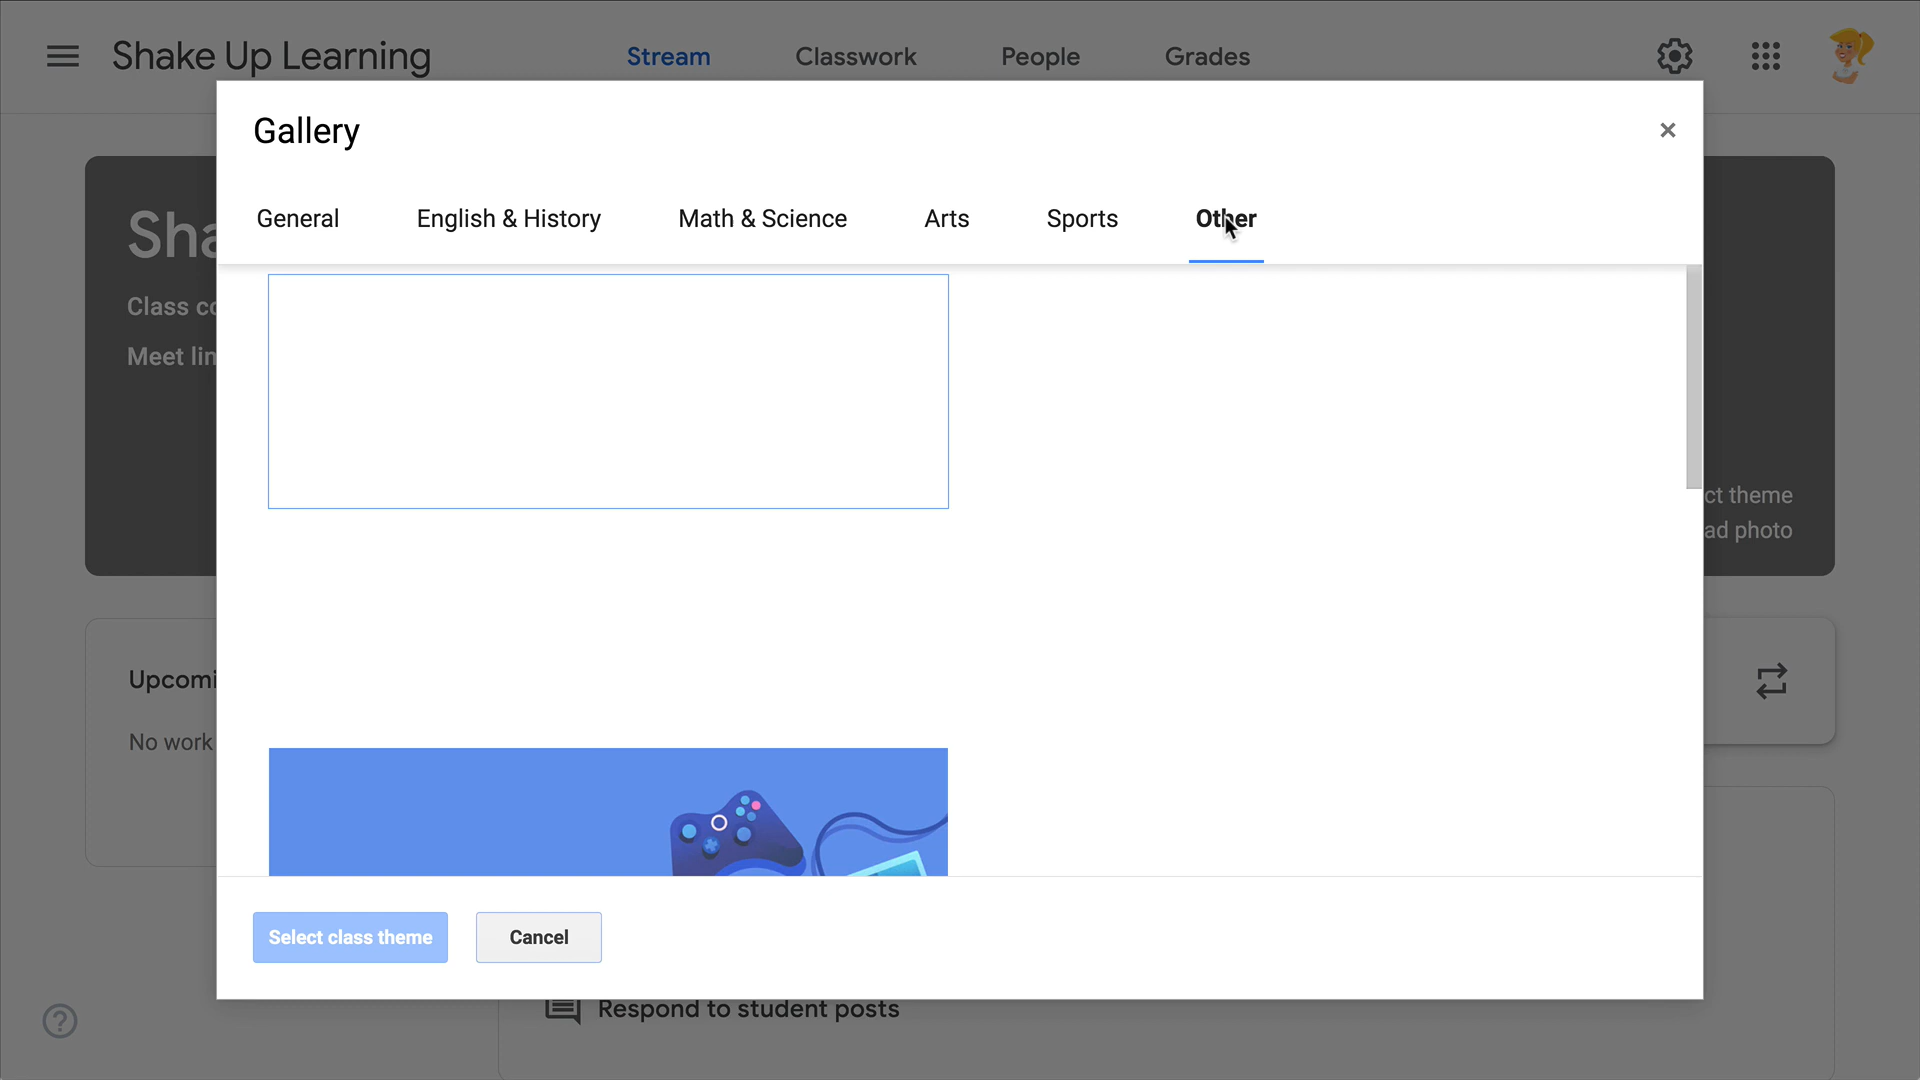 Shake Up Learning
Stream
Classwork
People
Grades
Gallery
×
General
English & History
Math & Science
Arts
Sports
Other
Sha
Class co
Meet lin
ct theme
ad photo
Upcomi
No work
Select class theme
Cancel
Respond to student posts
?